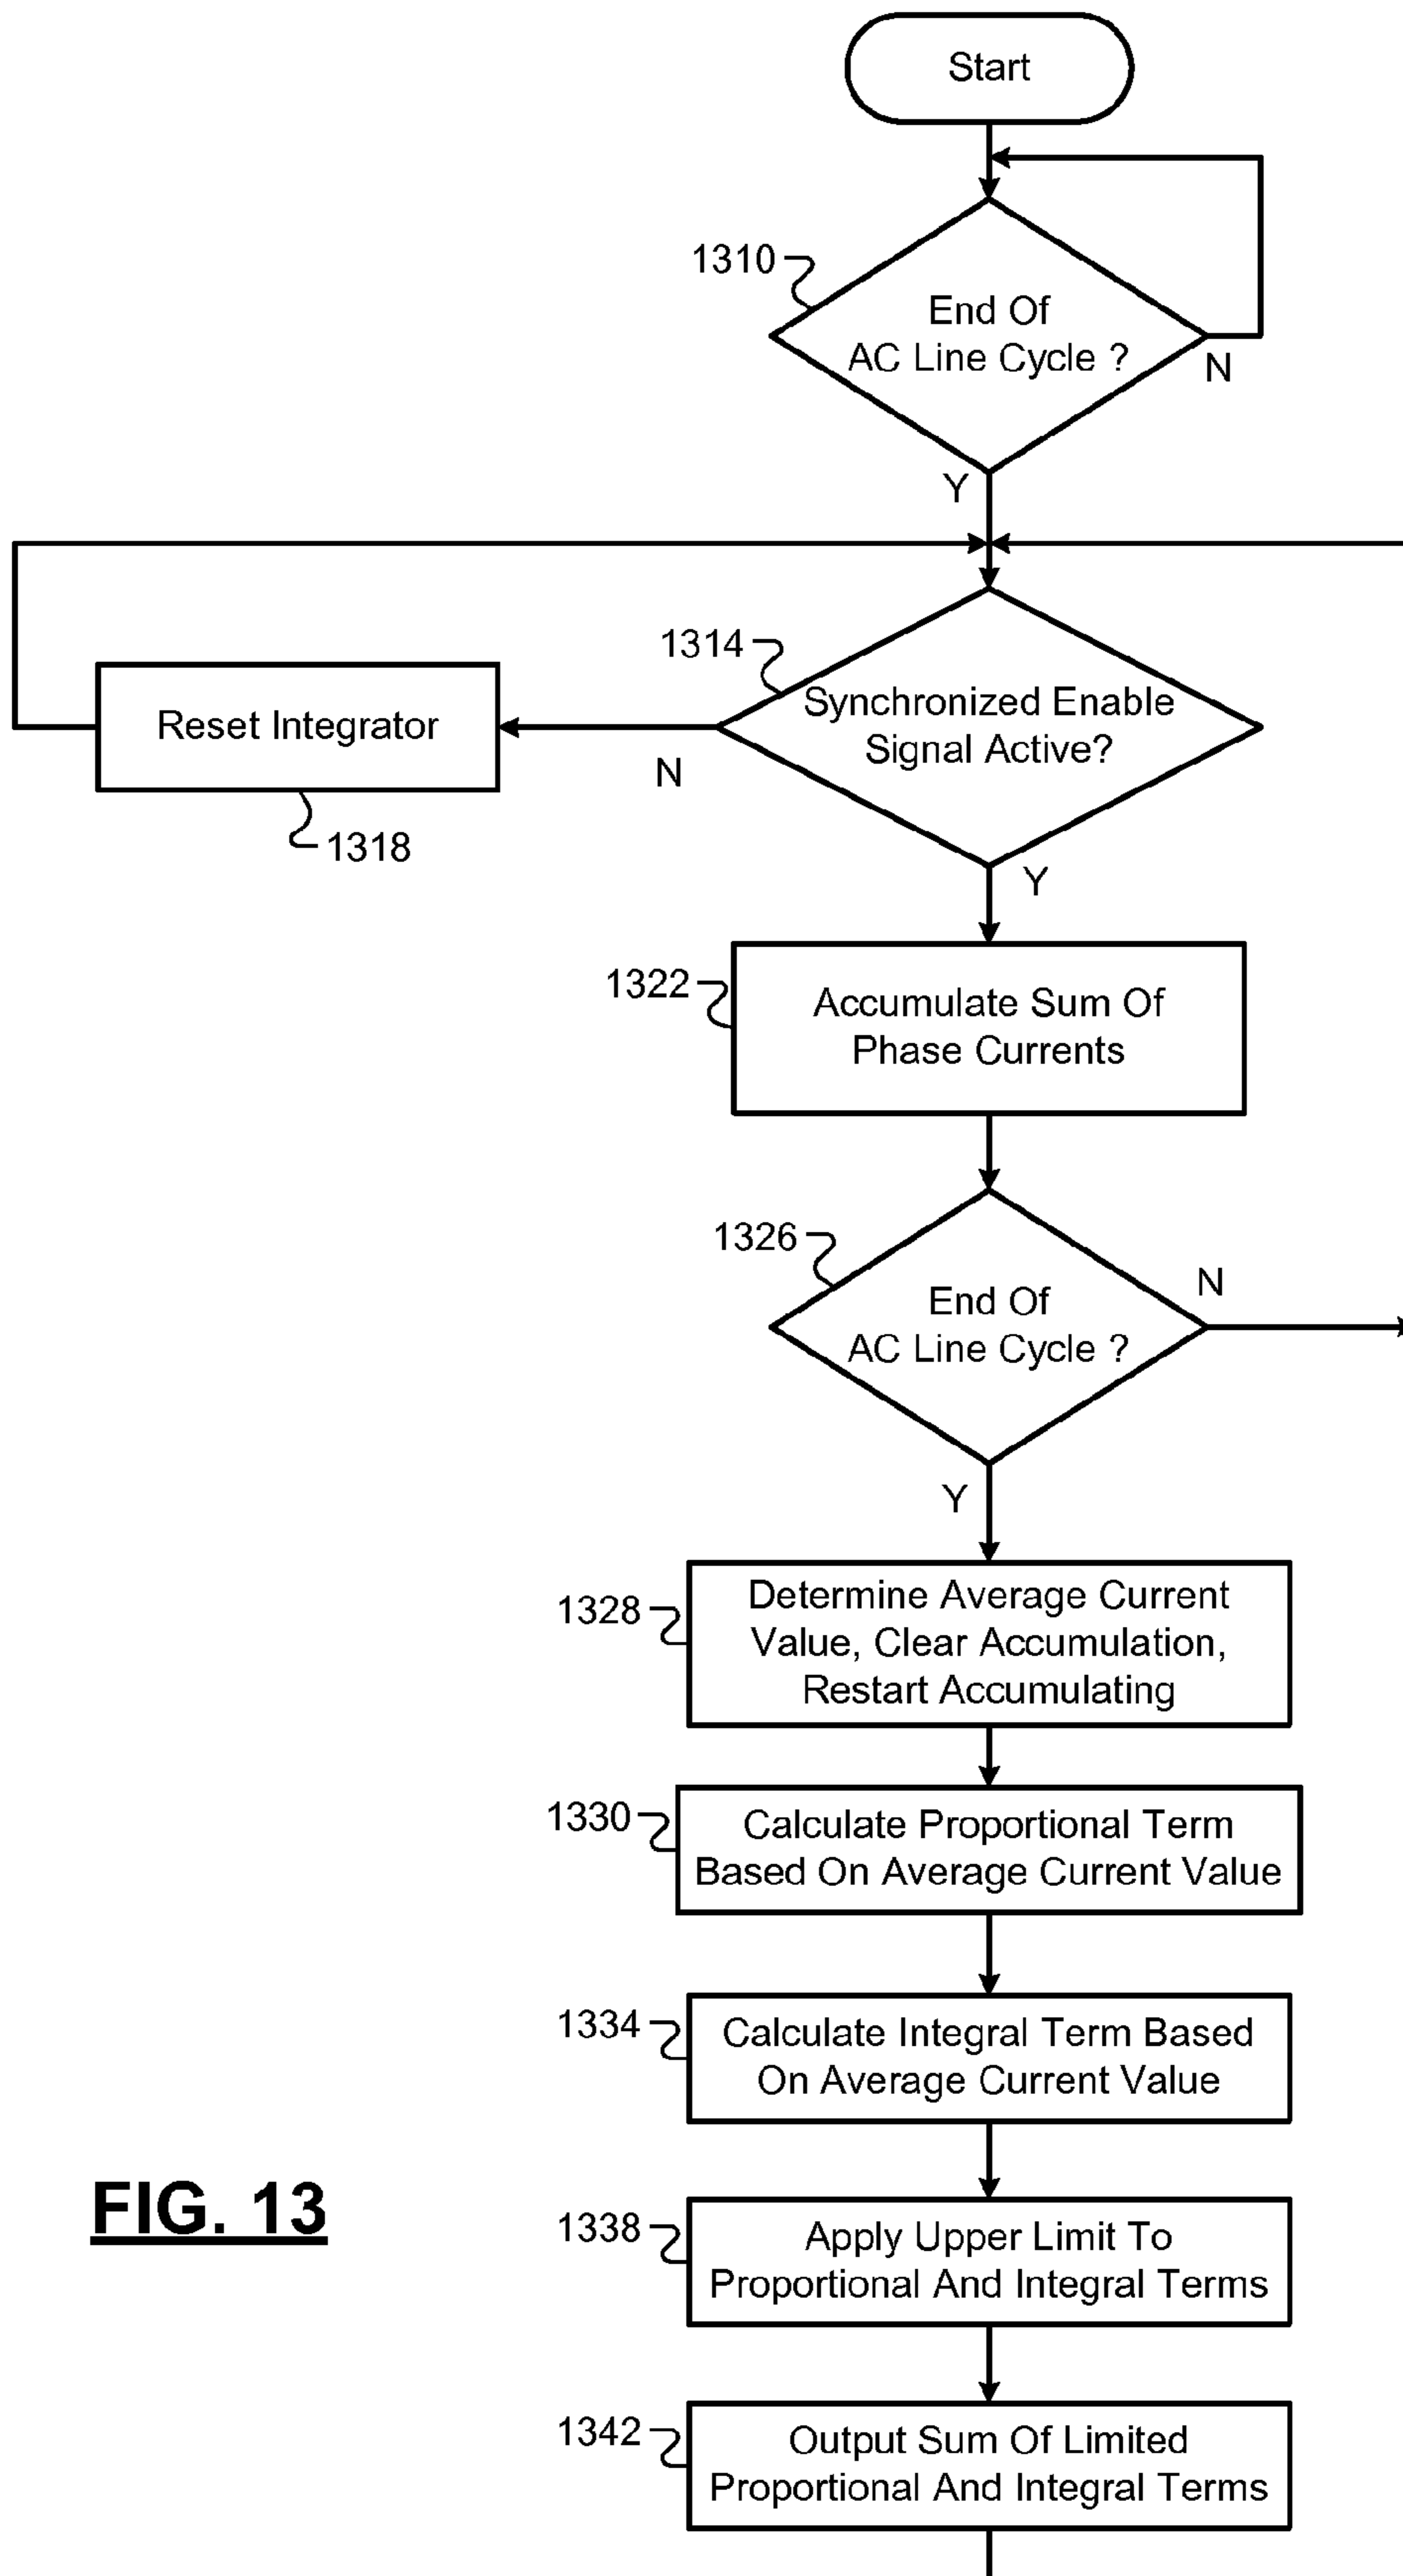 Start
1310
End Of
AC Line Cycle ?
N
Y
1314
Synchronized Enable
Signal Active?
Reset Integrator
N
1318
Y
1322
Accumulate Sum Of
Phase Currents
1326
N
End Of
AC Line Cycle ?
Y
1328
Determine Average Current
Value, Clear Accumulation,
Restart Accumulating
1330
Calculate Proportional Term
Based On Average Current Value
1334
Calculate Integral Term Based
On Average Current Value
FIG. 13
1338
Apply Upper Limit To
Proportional And Integral Terms
1342
Output Sum Of Limited
Proportional And Integral Terms